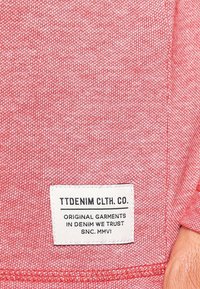 TTDENIM CLTH. CO.
ORIGINAL GARMENTS
IN DENIM WE TRUST
SNC. MMVI